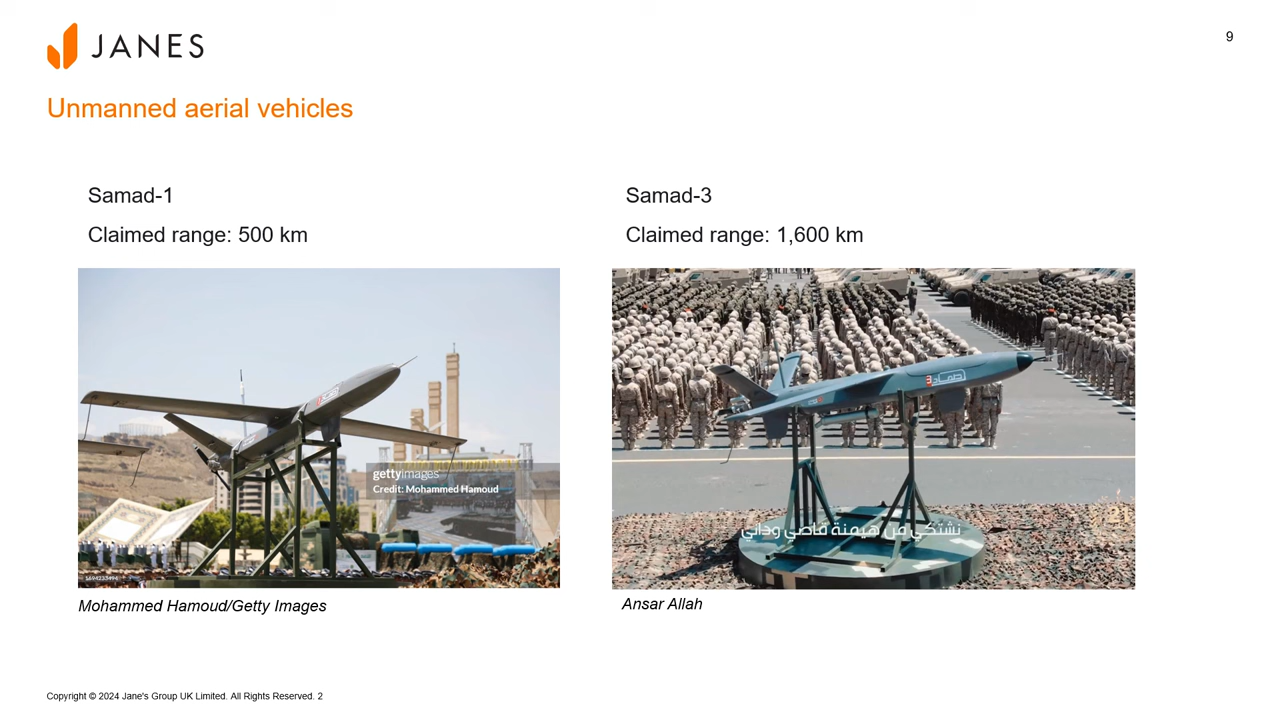 JANES
9
Unmanned aerial vehicles
Samad-1
Claimed range: 500 km
Samad-3
Claimed range: 1,600 km
gettyimages
Credit: Mohammed Hamoud
صماد3
نشتكي من هيمنة قاصي وداني
Mohammed Hamoud/Getty Images
Ansar Allah
Copyright © 2024 Jane's Group UK Limited. All Rights Reserved. 2